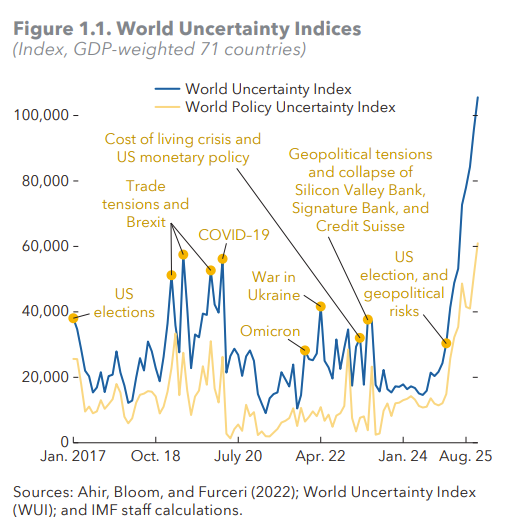 Figure 1.1. World Uncertainty Indices
(Index, GDP-weighted 71 countries)
World Uncertainty Index
World Policy Uncertainty Index
100,000
80,000
60,000
40,000
20,000
0
Cost of living crisis and
US monetary policy
Geopolitical tensions
and collapse of
Silicon Valley Bank,
Signature Bank, and
Credit Suisse
Trade
tensions and
Brexit
COVID-19
US
elections
War in
Ukraine
Omicron
US
election, and
geopolitical
risks
Jan. 2017
Oct. 18
July 20
Apr. 22
Jan. 24
Aug. 25
Sources: Ahir, Bloom, and Furceri (2022); World Uncertainty Index
(WUI); and IMF staff calculations.